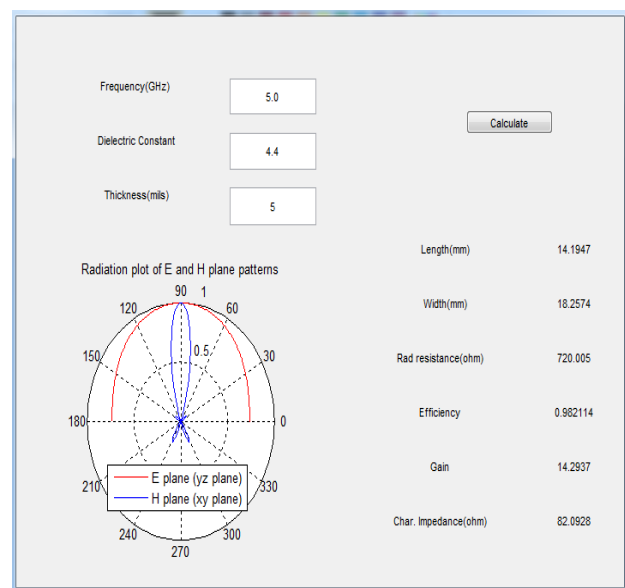 Frequency(GHz)
5.0
Calculate
Dielectric Constant
4.4
Thickness(mils)
5
Length(mm)
14.1947
Width(mm)
18.2574
Rad resistance(ohm)
720.005
Efficiency
0.982114
Gain
14.2937
Char. Impedance(ohm)
82.0928
Radiation plot of E and H plane patterns
90
1
120
60
0.5
150
30
180
0
210
330
E plane (yz plane)
H plane (xy plane)
240
300
270